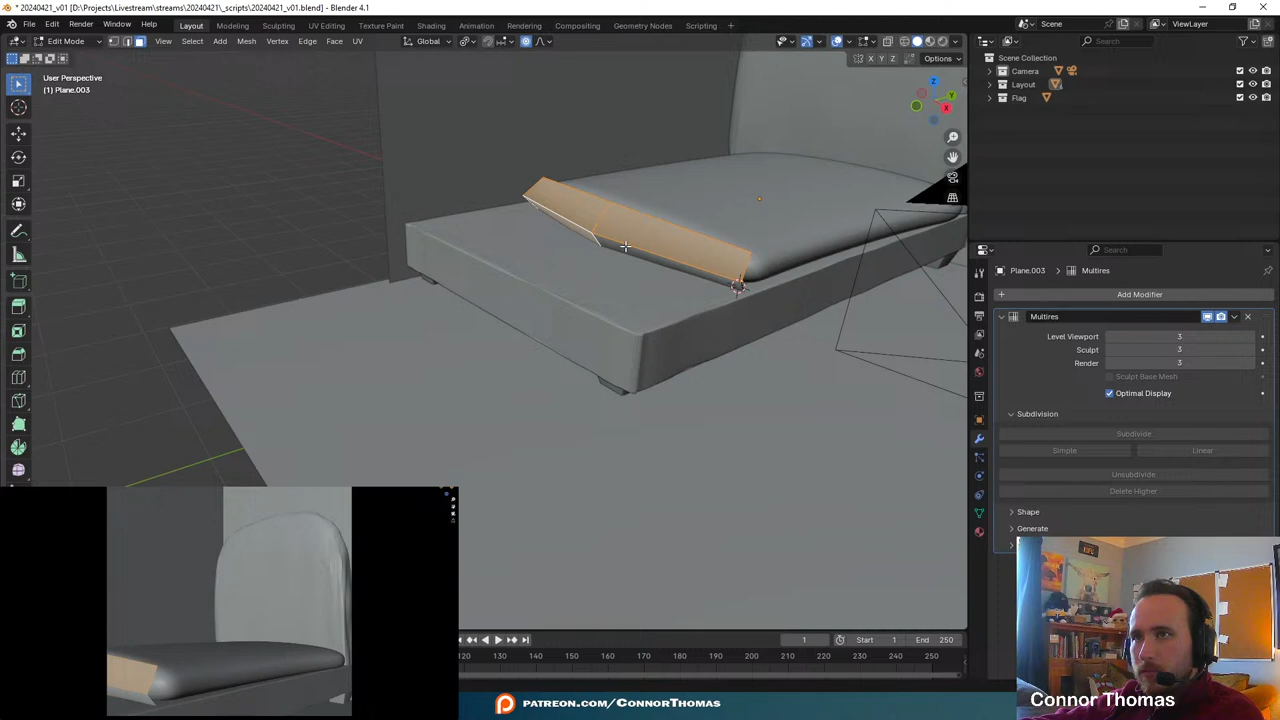 * 20240421_v01 [D:\Projects\Livestream\streams\20240421\_scripts\20240421_v01.blend] - Blender 4.1
File Edit Render Window Help
Layout Modeling Sculpting UV Editing Texture Paint Shading Animation Rendering Compositing Geometry Nodes Scripting +
Scene
ViewLayer
Edit Mode View Select Add Mesh Vertex Edge Face UV
Global
Search
X Y Z
Options
User Perspective
(1) Plane.003
Z
Y
X
Scene Collection
Camera
Layout
Flag
Search
Plane.003 > Multires
Add Modifier
Multires
Level Viewport 3
Sculpt 3
Render 3
Sculpt Base Mesh
Optimal Display
Subdivision
Subdivide
Simple Linear
Unsubdivide
Delete Higher
Shape
Generate
1 Start 1 End 250
120 130 140 150 160 170 180 190 200 210 220 230 240 250
PATREON.COM/CONNORTHOMAS
Connor Thomas